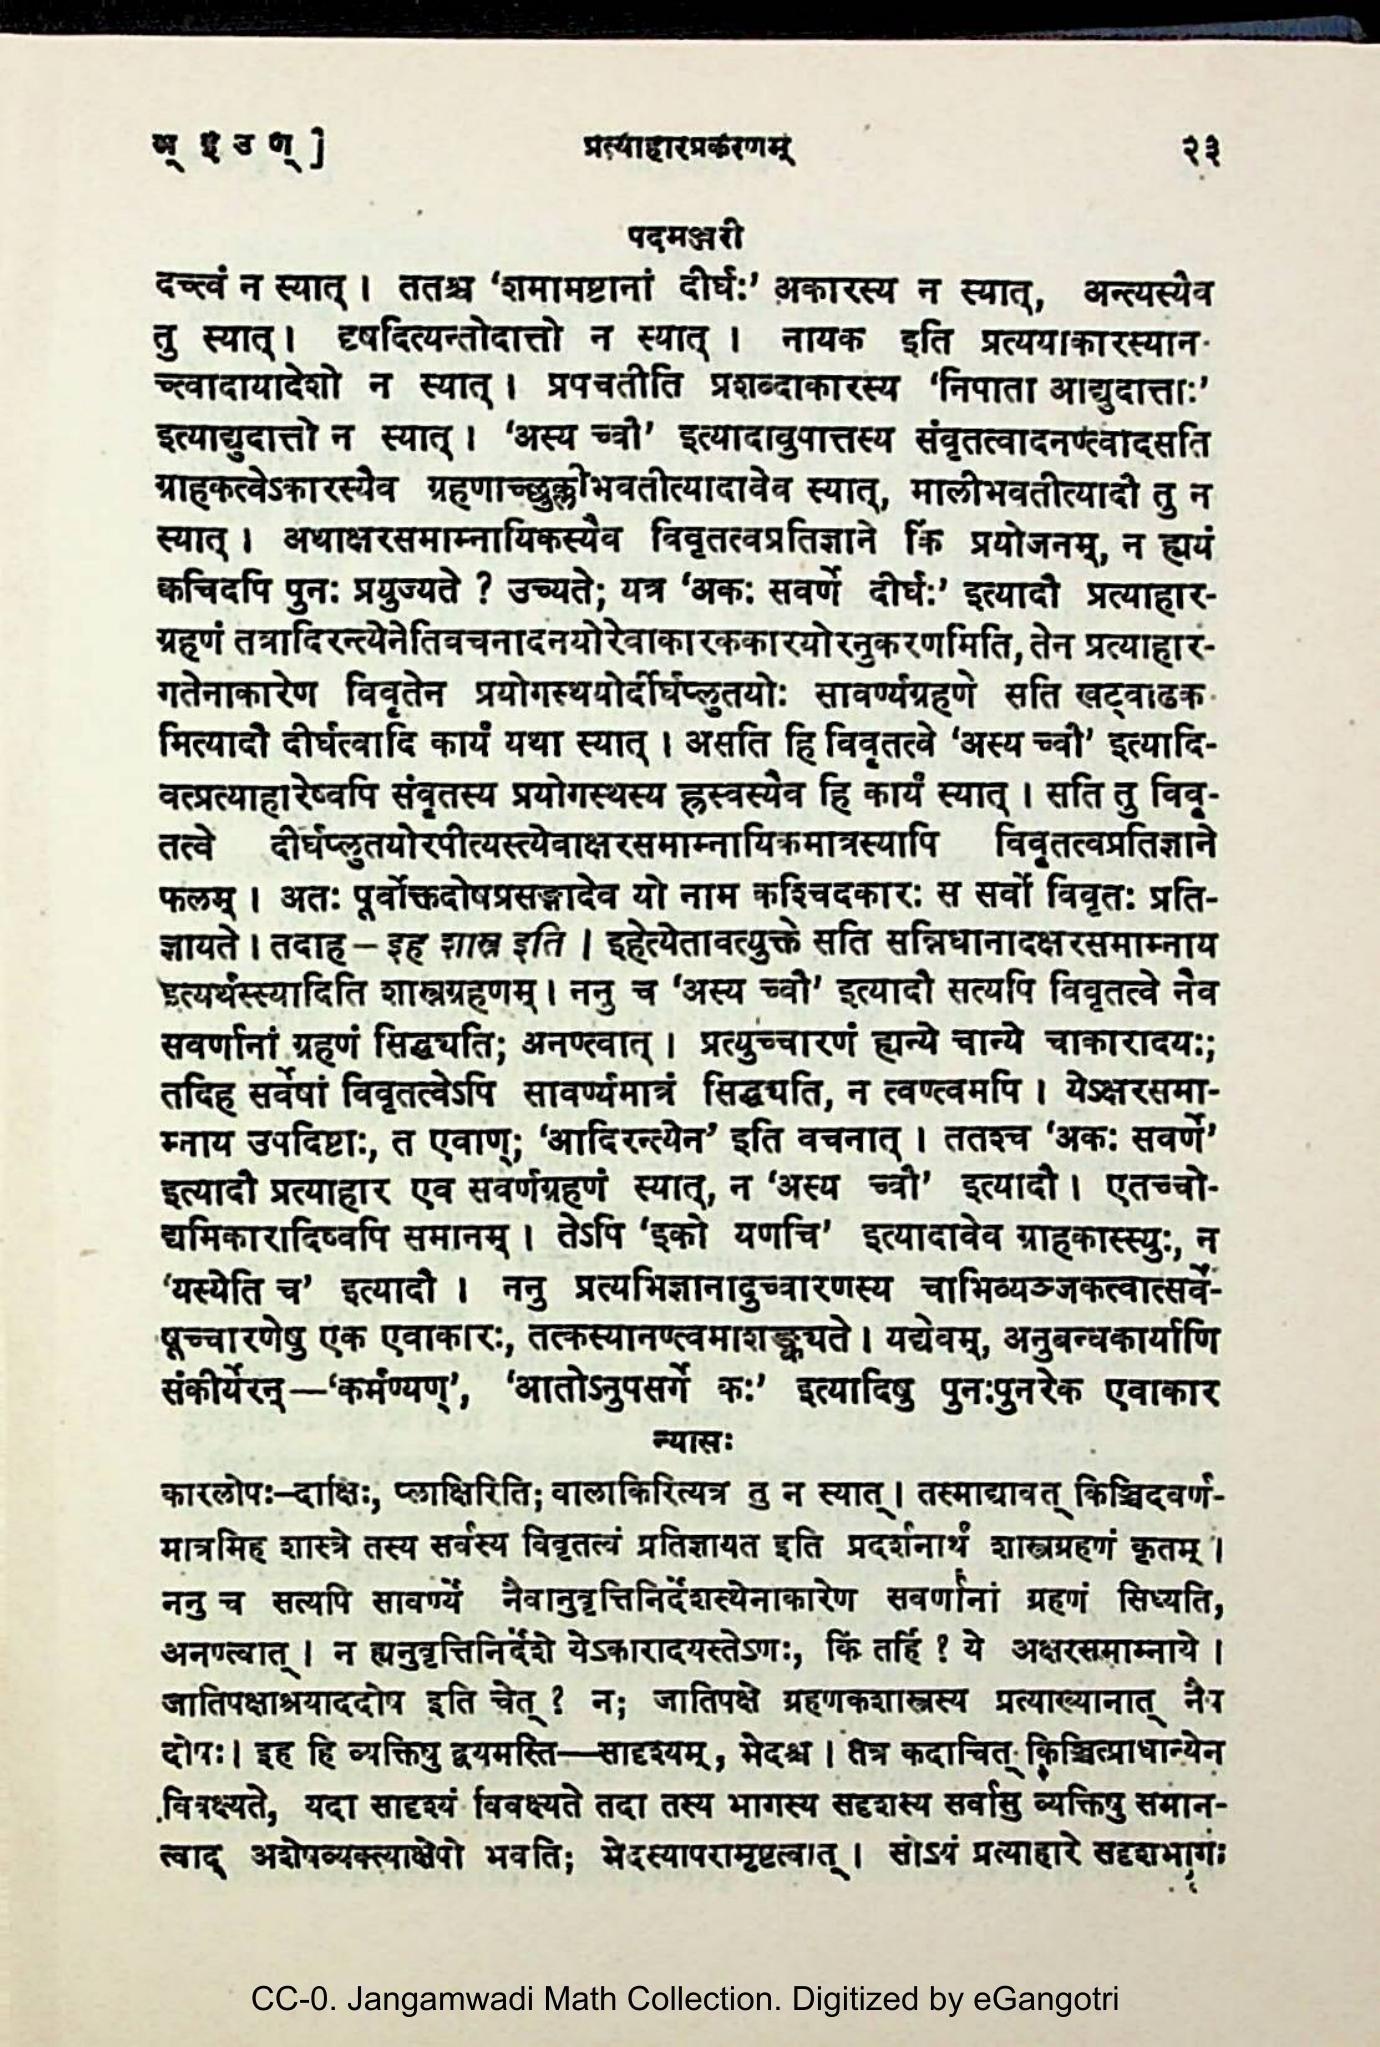 अ इ उ ण् ]
प्रत्याहारप्रकरणम्
२३
पदमञ्जरी
दच्त्वं न स्यात् । ततश्च ‘शमामष्टानां दीर्घः’ अकारस्य न स्यात्, अन्त्यस्यैव
तु स्यात् । दृषदित्यन्तोदात्तो न स्यात् । नायक इति प्रत्ययाकारस्यान-
च्त्वादायादेशो न स्यात् । प्रपचतीति प्रशब्दाकारस्य ‘निपाता आद्युदात्ताः’
इत्याद्युदात्तो न स्यात् । ‘अस्य च्वौ’ इत्यादावुपात्तस्य संवृतत्वादनण्त्वादसति
ग्राहकत्वेऽकारस्यैव ग्रहणाच्छुक्लीभवतीत्यादावेव स्यात्, मालीभवतीत्यादौ तु न
स्यात् । अथाक्षरसमाम्नायिकस्यैव विवृतत्वप्रतिज्ञाने किं प्रयोजनम्, न ह्ययं
क्वचिदपि पुनः प्रयुज्यते ? उच्यते; यत्र ‘अकः सवर्णे दीर्घः’ इत्यादौ प्रत्याहार-
ग्रहणं तत्रादिरन्त्येनेतिवचनादनयोरेवाकारककारयोरनुकरणमिति, तेन प्रत्याहार-
गतेनाकारेण विवृतेन प्रयोगस्थयोर्दीर्घप्लुतयोः सावर्ण्यग्रहणे सति खट्वाढक-
मित्यादौ दीर्घत्वादि कार्यं यथा स्यात् । असति हि विवृतत्वे ‘अस्य च्वौ’ इत्यादि-
वत्प्रत्याहारेष्वपि संवृतस्य प्रयोगस्थस्य ह्रस्वस्यैव हि कार्यं स्यात् । सति तु विवृ-
तत्वे दीर्घप्लुतयोरपीत्यस्त्येवाक्षरसमाम्नायिकमात्रस्यापि विवृतत्वप्रतिज्ञाने
फलम् । अतः पूर्वोक्तदोषप्रसङ्गादेव यो नाम कश्चिदकारः स सर्वो विवृतः प्रति-
ज्ञायते । तदाह – इह शास्त्र इति । इहेत्येतावत्युक्ते सति सन्निधानादक्षरसमाम्नाय
इत्यर्थस्स्यादिति शास्त्रग्रहणम् । ननु च ‘अस्य च्वौ’ इत्यादौ सत्यपि विवृतत्वे नैव
सवर्णानां ग्रहणं सिद्ध्यति; अनण्त्वात् । प्रत्युच्चारणं ह्यन्ये चान्ये चाकारादयः;
तदिह सर्वेषां विवृतत्वेऽपि सावर्ण्यमात्रं सिद्ध्यति, न त्वण्त्वमपि । येऽक्षरसमा-
म्नाय उपदिष्टाः, त एवाण्; ‘आदिरन्त्येन’ इति वचनात् । ततश्च ‘अकः सवर्णे’
इत्यादौ प्रत्याहार एव सवर्णग्रहणं स्यात्, न ‘अस्य च्वौ’ इत्यादौ । एतच्चो-
द्यमिकारादिष्वपि समानम् । तेऽपि ‘इको यणचि’ इत्यादावेव ग्राहकास्स्युः, न
‘यस्येति च’ इत्यादौ । ननु प्रत्यभिज्ञानादुच्चारणस्य चाभिव्यञ्जकत्वात्सर्वे-
षूच्चारणेषु एक एवाकारः, तत्कस्यानण्त्वमाशङ्क्यते । यद्येवम्, अनुबन्धकार्याणि
संकीर्येरन्—‘कर्मण्यण्’, ‘आतोऽनुपसर्गे कः’ इत्यादिषु पुनःपुनरेक एवाकार
न्यासः
कारलोपः—दाक्षिः, प्लाक्षिरिति; वालाकिरित्यत्र तु न स्यात् । तस्माद्यावत् किञ्चिदवर्ण-
मात्रमिह शास्त्रे तस्य सर्वस्य विवृतत्वं प्रतिज्ञायत इति प्रदर्शनार्थं शास्त्रग्रहणं कृतम् ।
ननु च सत्यपि सावर्ण्ये नैवानुवृत्तिनिर्देशस्थेनाकारेण सवर्णानां ग्रहणं सिध्यति,
अनण्त्वात् । न ह्यनुवृत्तिनिर्देशे येऽकारादयस्तेऽणः, किं तर्हि ? ये अक्षरसमाम्नाये ।
जातिपक्षाश्रयाददोष इति चेत् ? न; जातिपक्षे ग्रहणकशास्त्रस्य प्रत्याख्यानात् नैष
दोषः । इह हि व्यक्तिषु द्वयमस्ति—सादृश्यम्, भेदश्च । तत्र कदाचित् किञ्चित्प्राधान्येन
विवक्ष्यते, यदा सादृश्यं विवक्ष्यते तदा तस्य भागस्य सदृशस्य सर्वासु व्यक्तिषु समान-
त्वाद् अशेषव्यक्त्याक्षेपो भवति; भेदस्यापरामृष्टत्वात् । सोऽयं प्रत्याहारे सदृशभागः
CC-0. Jangamwadi Math Collection. Digitized by eGangotri